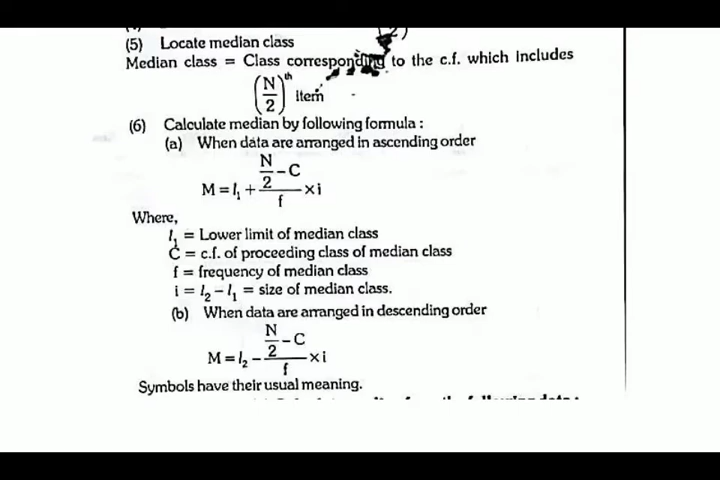 (5) Locate median class
Median class = Class corresponding to the c.f. which includes
(N/2)th item
(6) Calculate median by following formula :
(a) When data are arranged in ascending order
M = l₁ + (N/2 – C)/f × i
Where,
l₁ = Lower limit of median class
C = c.f. of proceeding class of median class
f = frequency of median class
i = l₂ – l₁ = size of median class.
(b) When data are arranged in descending order
M = l₂ – (N/2 – C)/f × i
Symbols have their usual meaning.